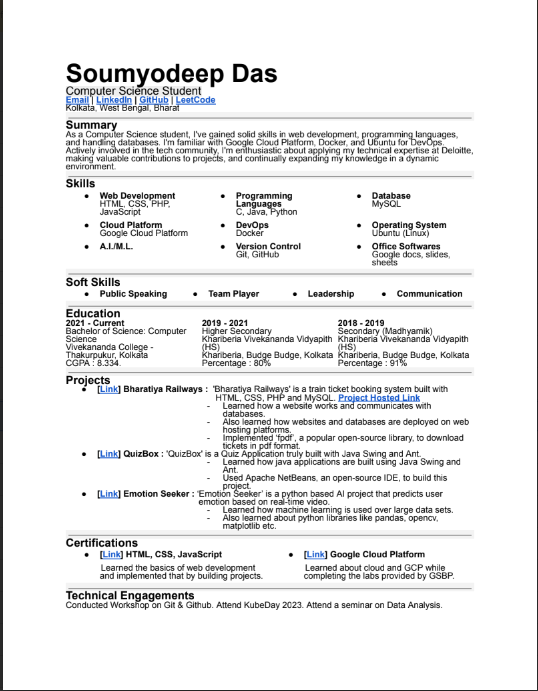 Soumyodeep Das
Computer Science Student
Email | LinkedIn | GitHub | LeetCode
Kolkata, West Bengal, Bharat
Summary
As a Computer Science student, I've gained solid skills in web development, programming languages,
and handling databases. I'm familiar with Google Cloud Platform, Docker, and Ubuntu for DevOps.
Actively involved in the tech community, I'm enthusiastic about applying my technical expertise at Deloitte,
making valuable contributions to projects, and continually expanding my knowledge in a dynamic
environment.
Skills
● Web Development
HTML, CSS, PHP,
JavaScript
● Programming
Languages
C, Java, Python
● Database
MySQL
● Cloud Platform
Google Cloud Platform
● DevOps
Docker
● Operating System
Ubuntu (Linux)
● A.I./M.L.
● Version Control
Git, GitHub
● Office Softwares
Google docs, slides,
sheets
Soft Skills
● Public Speaking ● Team Player ● Leadership ● Communication
Education
2021 - Current
Bachelor of Science: Computer
Science
Vivekananda College -
Thakurpukur, Kolkata
CGPA : 8.334.
2019 - 2021
Higher Secondary
Khariberia Vivekananda Vidyapith
(HS)
Khariberia, Budge Budge, Kolkata
Percentage : 80%
2018 - 2019
Secondary (Madhyamik)
Khariberia Vivekananda Vidyapith
(HS)
Khariberia, Budge Budge, Kolkata
Percentage : 91%
Projects
● [Link] Bharatiya Railways : 'Bharatiya Railways' is a train ticket booking system built with
HTML, CSS, PHP and MySQL. Project Hosted Link
- Learned how a website works and communicates with
databases.
- Also learned how websites and databases are deployed on web
hosting platforms.
- Implemented 'fpdf', a popular open-source library, to download
tickets in pdf format.
● [Link] QuizBox : 'QuizBox' is a Quiz Application truly built with Java Swing and Ant.
- Learned how java applications are built using Java Swing and
Ant.
- Used Apache NetBeans, an open-source IDE, to build this
project.
● [Link] Emotion Seeker : 'Emotion Seeker' is a python based AI project that predicts user
emotion based on real-time video.
- Learned how machine learning is used over large data sets.
- Also learned about python libraries like pandas, opencv,
matplotlib etc.
Certifications
● [Link] HTML, CSS, JavaScript
Learned the basics of web development
and implemented that by building projects.
● [Link] Google Cloud Platform
Learned about cloud and GCP while
completing the labs provided by GSBP.
Technical Engagements
Conducted Workshop on Git & Github. Attend KubeDay 2023. Attend a seminar on Data Analysis.